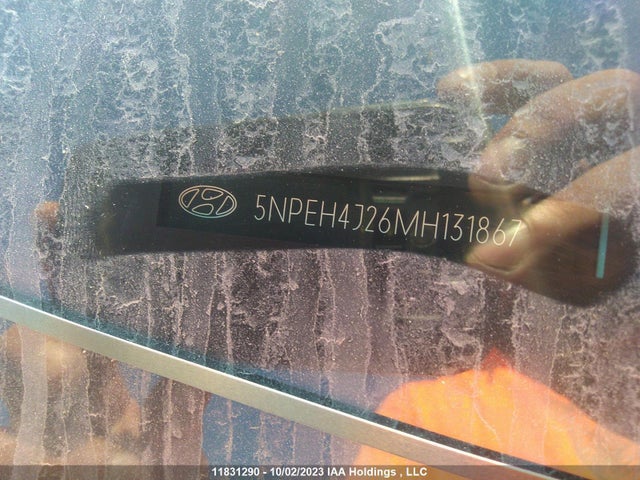 5NPEH4J26MH131867
11831290 - 10/02/2023 IAA Holdings , LLC